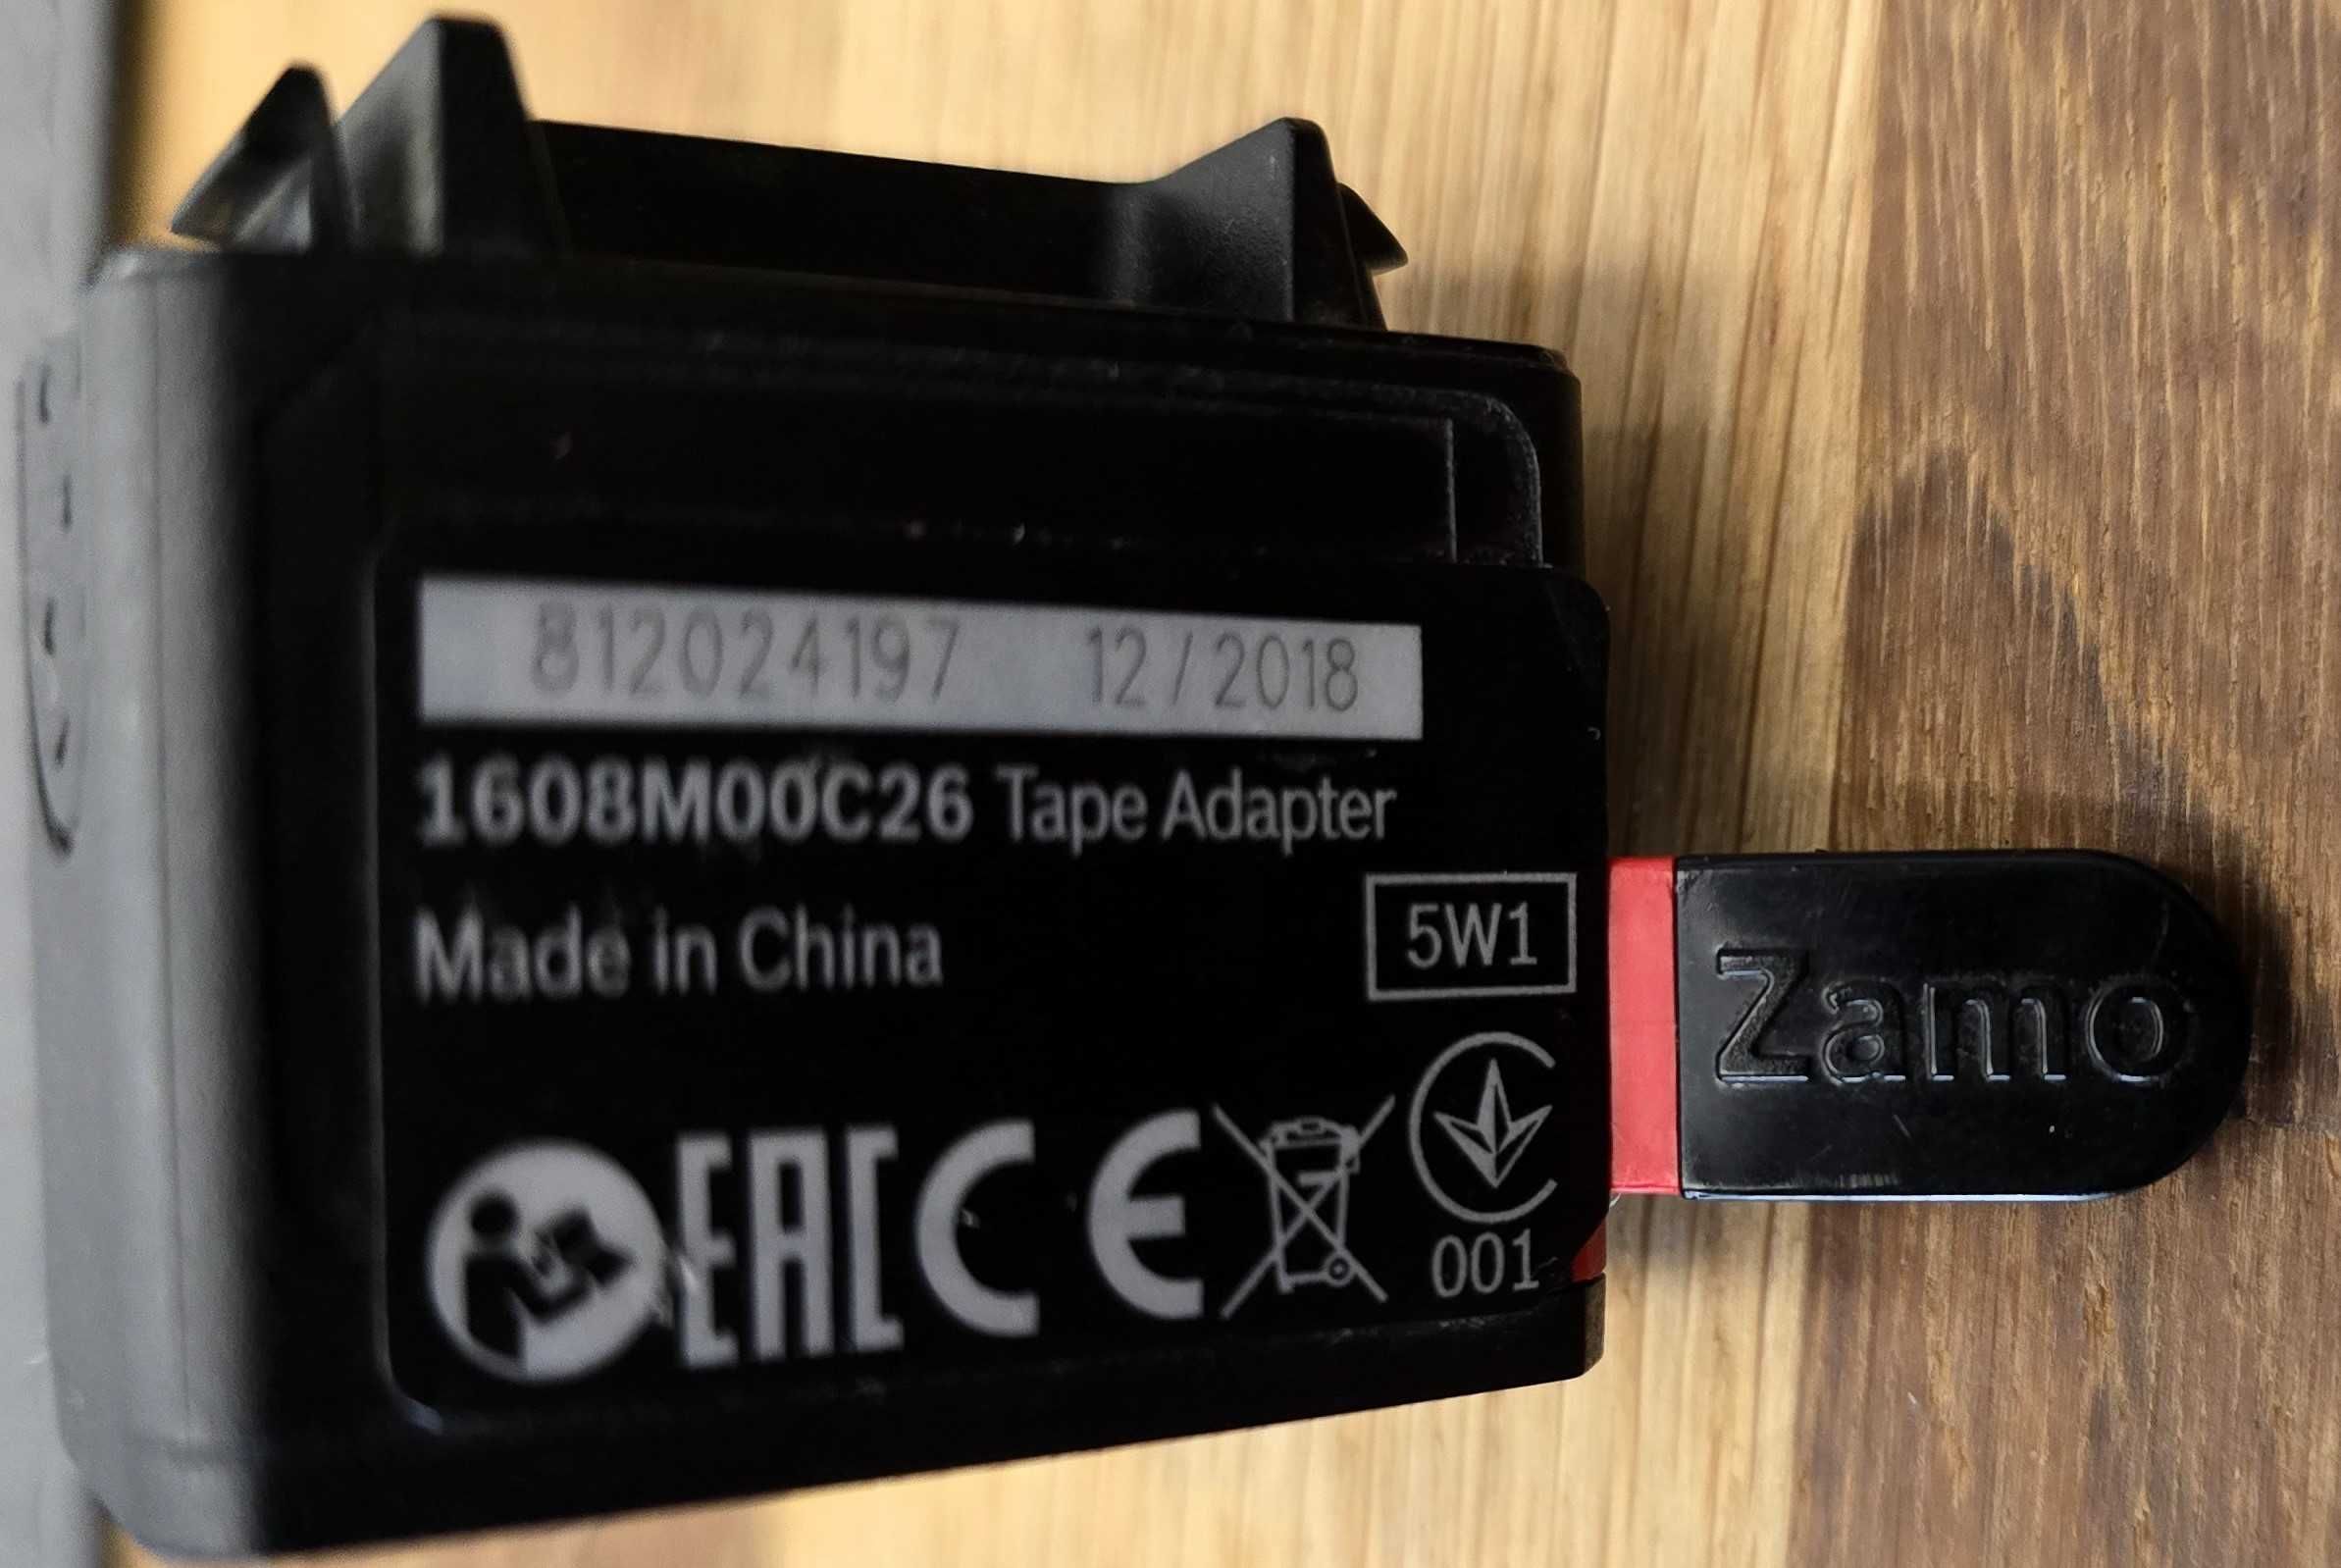 812024197 12/2018
1608M00C26 Tape Adapter
Made in China
5W1
Zamo
EAC CE
001